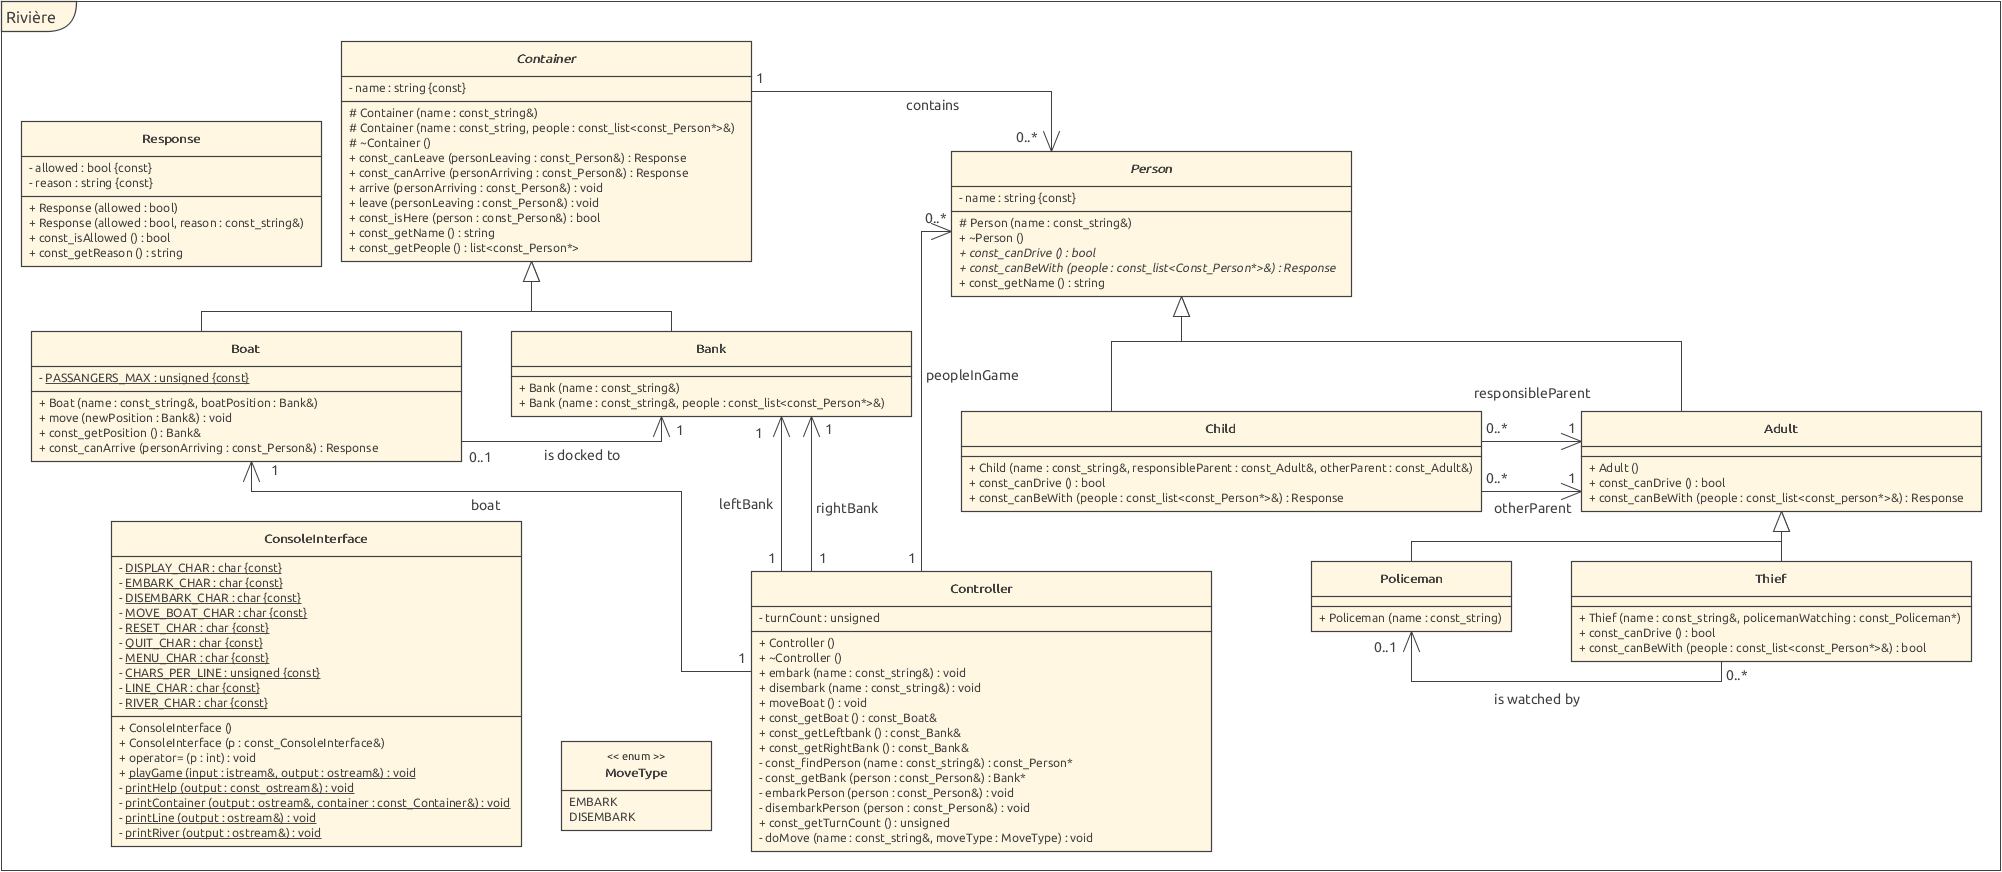 Rivière
Container
- name : string {const}
# Container (name : const_string&)
# Container (name : const_string, people : const_list<const_Person*>&)
# ~Container ()
+ const_canLeave (personLeaving : const_Person&) : Response
+ const_canArrive (personArriving : const_Person&) : Response
+ arrive (personArriving : const_Person&) : void
+ leave (personLeaving : const_Person&) : void
+ const_isHere (person : const_Person&) : bool
+ const_getName () : string
+ const_getPeople () : list<const_Person*>
1
contains
0..*
Response
- allowed : bool {const}
- reason : string {const}
+ Response (allowed : bool)
+ Response (allowed : bool, reason : const_string&)
+ const_isAllowed () : bool
+ const_getReason () : string
Person
- name : string {const}
# Person (name : const_string&)
+ ~Person ()
+ const_canDrive () : bool
+ const_canBeWith (people : const_list<Const_Person*>&) : Response
+ const_getName () : string
0..*
peopleInGame
1
Boat
- PASSANGERS_MAX : unsigned {const}
+ Boat (name : const_string&, boatPosition : Bank&)
+ move (newPosition : Bank&) : void
+ const_getPosition () : Bank&
+ const_canArrive (personArriving : const_Person&) : Response
Bank
+ Bank (name : const_string&)
+ Bank (name : const_string&, people : const_list<const_Person*>&)
0..1
is docked to
1
1
boat
1
1
leftBank
1
1
rightBank
1
Child
+ Child (name : const_string&, responsibleParent : const_Adult&, otherParent : const_Adult&)
+ const_canDrive () : bool
+ const_canBeWith (people : const_list<const_Person*>&) : Response
responsibleParent
0..*
1
0..*
1
otherParent
Adult
+ Adult ()
+ const_canDrive () : bool
+ const_canBeWith (people : const_list<const_person*>&) : Response
ConsoleInterface
- DISPLAY_CHAR : char {const}
- EMBARK_CHAR : char {const}
- DISEMBARK_CHAR : char {const}
- MOVE_BOAT_CHAR : char {const}
- RESET_CHAR : char {const}
- QUIT_CHAR : char {const}
- MENU_CHAR : char {const}
- CHARS_PER_LINE : unsigned {const}
- LINE_CHAR : char {const}
- RIVER_CHAR : char {const}
+ ConsoleInterface ()
+ ConsoleInterface (p : const_ConsoleInterface&)
+ operator= (p : int) : void
+ playGame (input : istream&, output : ostream&) : void
- printHelp (output : const_ostream&) : void
- printContainer (output : ostream&, container : const_Container&) : void
- printLine (output : ostream&) : void
- printRiver (output : ostream&) : void
<< enum >>
MoveType
EMBARK
DISEMBARK
Controller
- turnCount : unsigned
+ Controller ()
+ ~Controller ()
+ embark (name : const_string&) : void
+ disembark (name : const_string&) : void
+ moveBoat () : void
+ const_getBoat () : const_Boat&
+ const_getLeftbank () : const_Bank&
+ const_getRightBank () : const_Bank&
- const_findPerson (name : const_string&) : const_Person*
- const_getBank (person : const_Person&) : Bank*
- embarkPerson (person : const_Person&) : void
- disembarkPerson (person : const_Person&) : void
+ const_getTurnCount () : unsigned
- doMove (name : const_string&, moveType : MoveType) : void
Policeman
+ Policeman (name : const_string)
Thief
+ Thief (name : const_string&, policemanWatching : const_Policeman*)
+ const_canDrive () : bool
+ const_canBeWith (people : const_list<const_Person*>&) : bool
0..1
0..*
is watched by